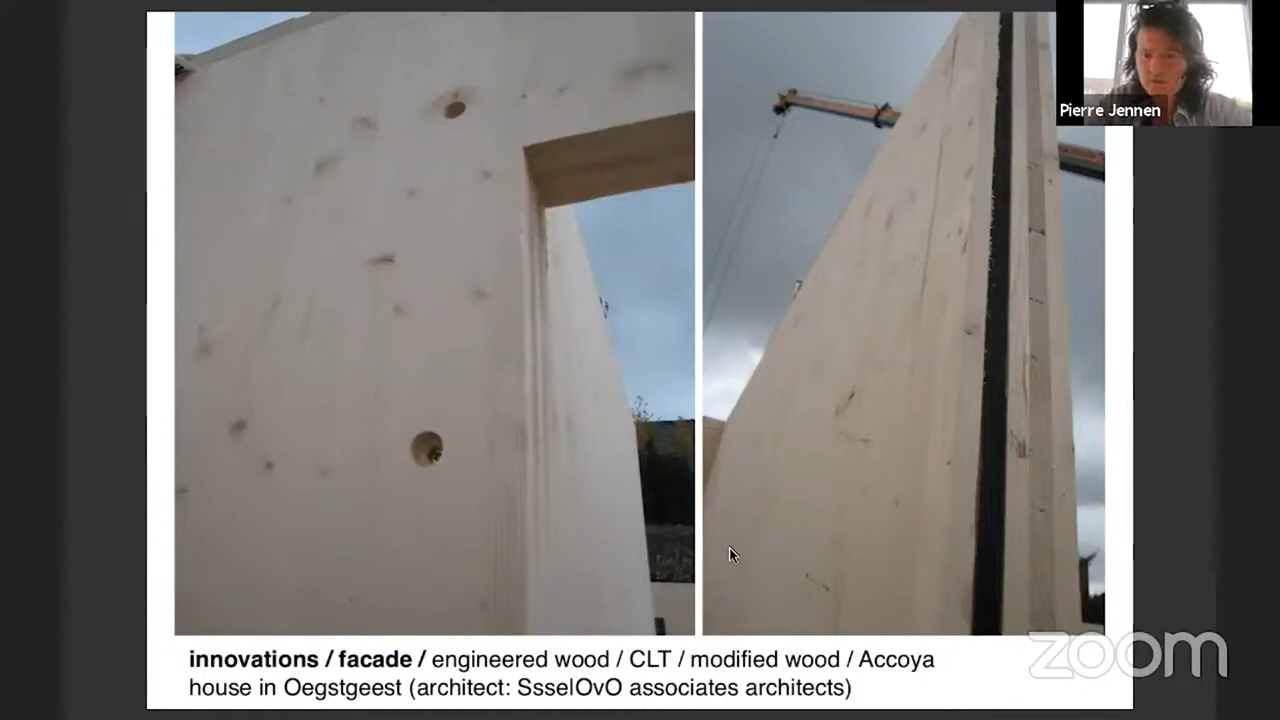 Pierre Jennen
innovations / facade / engineered wood / CLT / modified wood / Accoya
house in Oegstgeest (architect: SsselOvO associates architects)
zoom